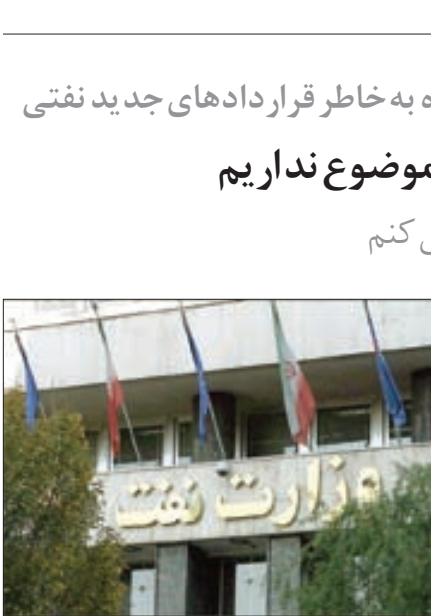 ه به خاطر قراردادهای جدید نفتی
موضوع نداریم
کنم
وزارت نفت